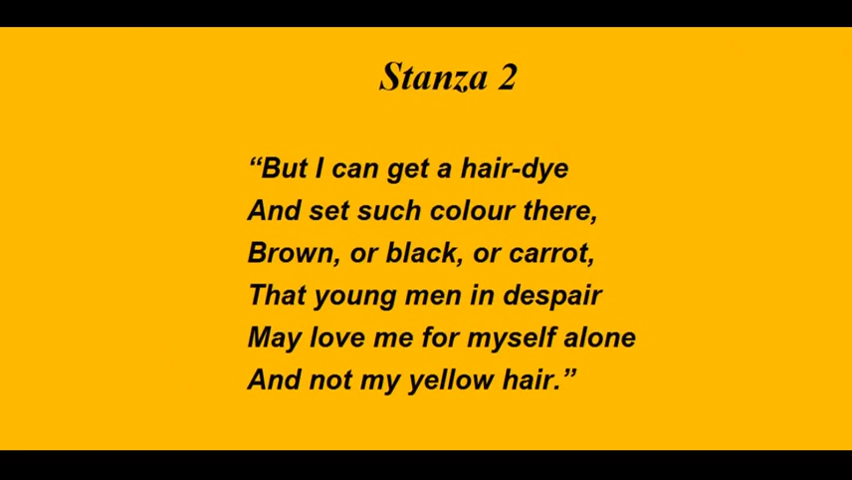 Stanza 2
“But I can get a hair-dye
And set such colour there,
Brown, or black, or carrot,
That young men in despair
May love me for myself alone
And not my yellow hair.”